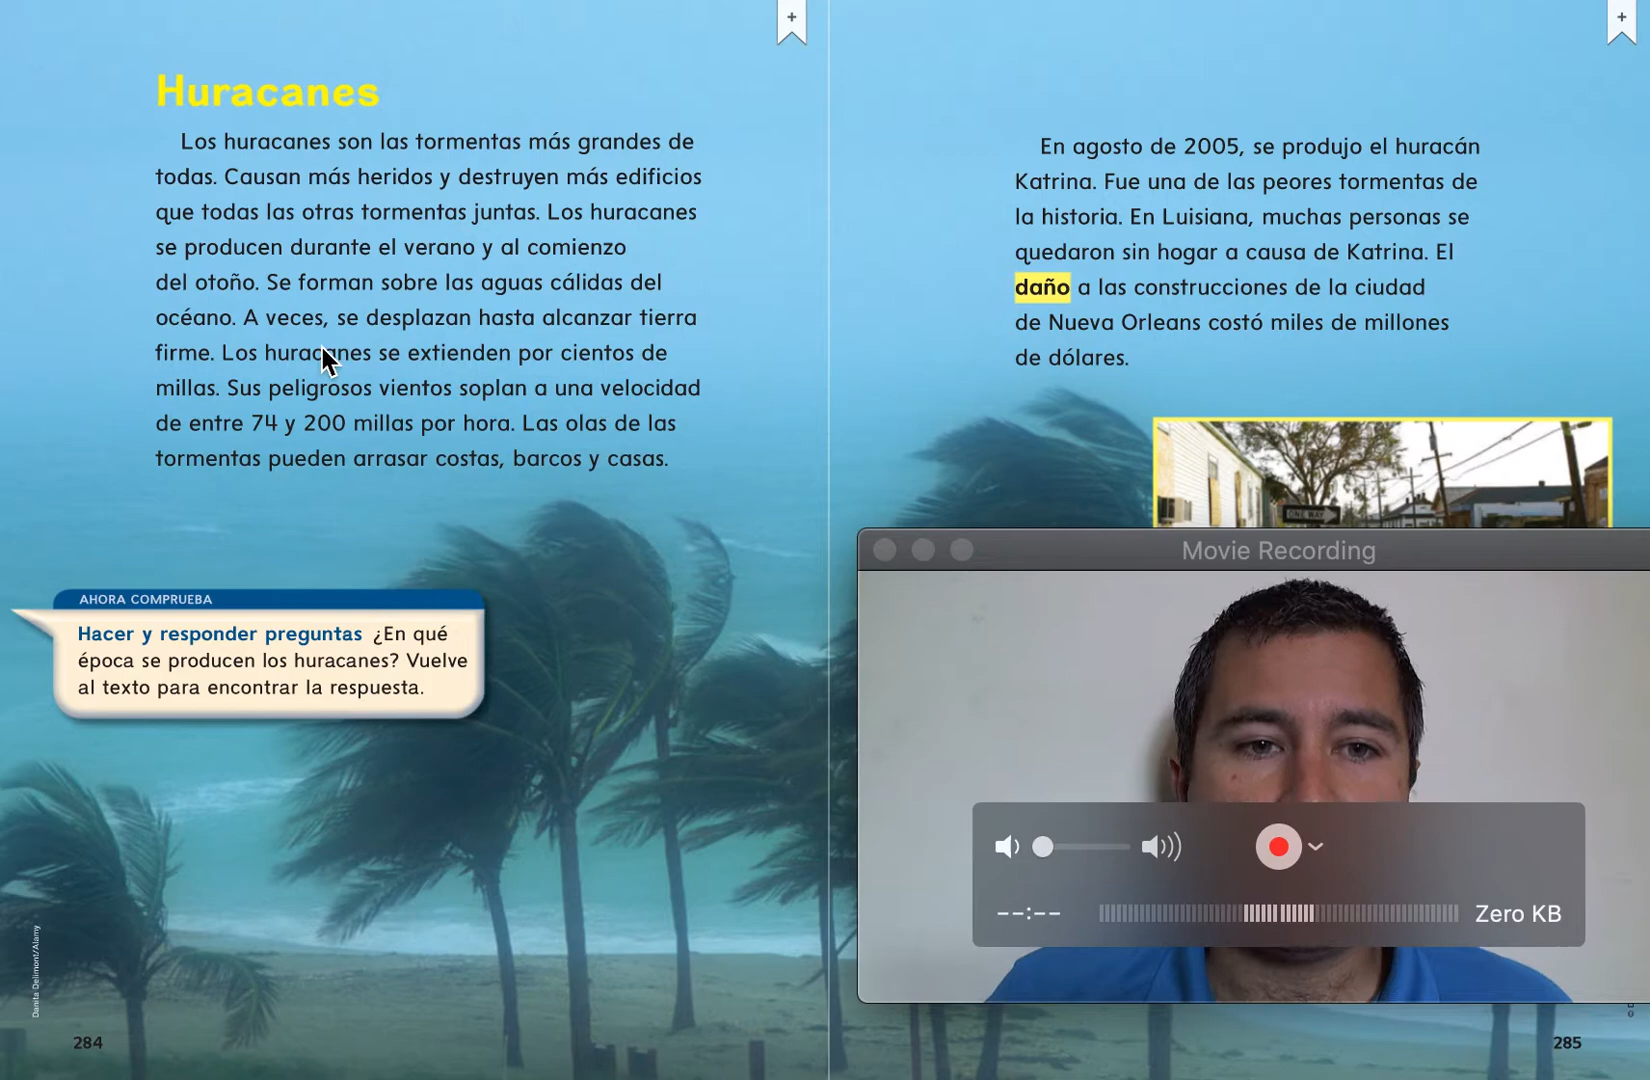 Huracanes
Los huracanes son las tormentas más grandes de
todas. Causan más heridos y destruyen más edificios
que todas las otras tormentas juntas. Los huracanes
se producen durante el verano y al comienzo
del otoño. Se forman sobre las aguas cálidas del
océano. A veces, se desplazan hasta alcanzar tierra
firme. Los huracanes se extienden por cientos de
millas. Sus peligrosos vientos soplan a una velocidad
de entre 74 y 200 millas por hora. Las olas de las
tormentas pueden arrasar costas, barcos y casas.
AHORA COMPRUEBA
Hacer y responder preguntas ¿En qué
época se producen los huracanes? Vuelve
al texto para encontrar la respuesta.
Danita Delimont/Alamy
284
En agosto de 2005, se produjo el huracán
Katrina. Fue una de las peores tormentas de
la historia. En Luisiana, muchas personas se
quedaron sin hogar a causa de Katrina. El
daño a las construcciones de la ciudad
de Nueva Orleans costó miles de millones
de dólares.
ONE WAY
Movie Recording
--:--
Zero KB
285